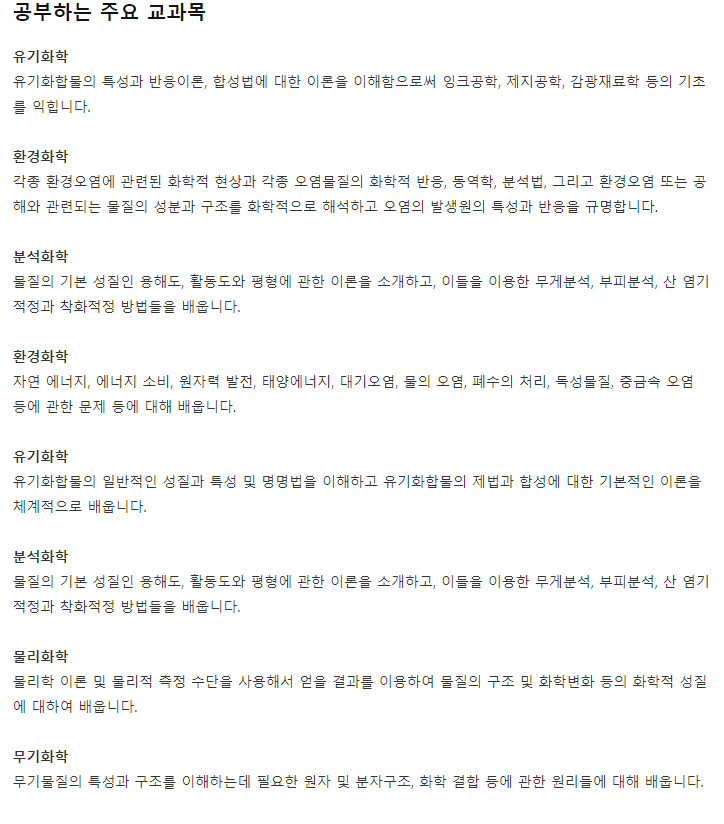 공부하는 주요 교과목
유기화학
유기화합물의 특성과 반응이론, 합성법에 대한 이론을 이해함으로써 잉크공학, 제지공학, 감광재료학 등의 기초
를 익힙니다.
환경화학
각종 환경오염에 관련된 화학적 현상과 각종 오염물질의 화학적 반응, 동역학, 분석법, 그리고 환경오염 또는 공
해와 관련되는 물질의 성분과 구조를 화학적으로 해석하고 오염의 발생원의 특성과 반응을 규명합니다.
분석화학
물질의 기본 성질인 용해도, 활동도와 평형에 관한 이론을 소개하고, 이들을 이용한 무게분석, 부피분석, 산 염기
적정과 착화적정 방법들을 배웁니다.
환경화학
자연 에너지, 에너지 소비, 원자력 발전, 태양에너지, 대기오염, 물의 오염, 폐수의 처리, 독성물질, 중금속 오염
등에 관한 문제 등에 대해 배웁니다.
유기화학
유기화합물의 일반적인 성질과 특성 및 명명법을 이해하고 유기화합물의 제법과 합성에 대한 기본적인 이론을
체계적으로 배웁니다.
분석화학
물질의 기본 성질인 용해도, 활동도와 평형에 관한 이론을 소개하고, 이들을 이용한 무게분석, 부피분석, 산 염기
적정과 착화적정 방법들을 배웁니다.
물리화학
물리학 이론 및 물리적 측정 수단을 사용해서 얻을 결과를 이용하여 물질의 구조 및 화학변화 등의 화학적 성질
에 대하여 배웁니다.
무기화학
무기물질의 특성과 구조를 이해하는데 필요한 원자 및 분자구조, 화학 결합 등에 관한 원리들에 대해 배웁니다.